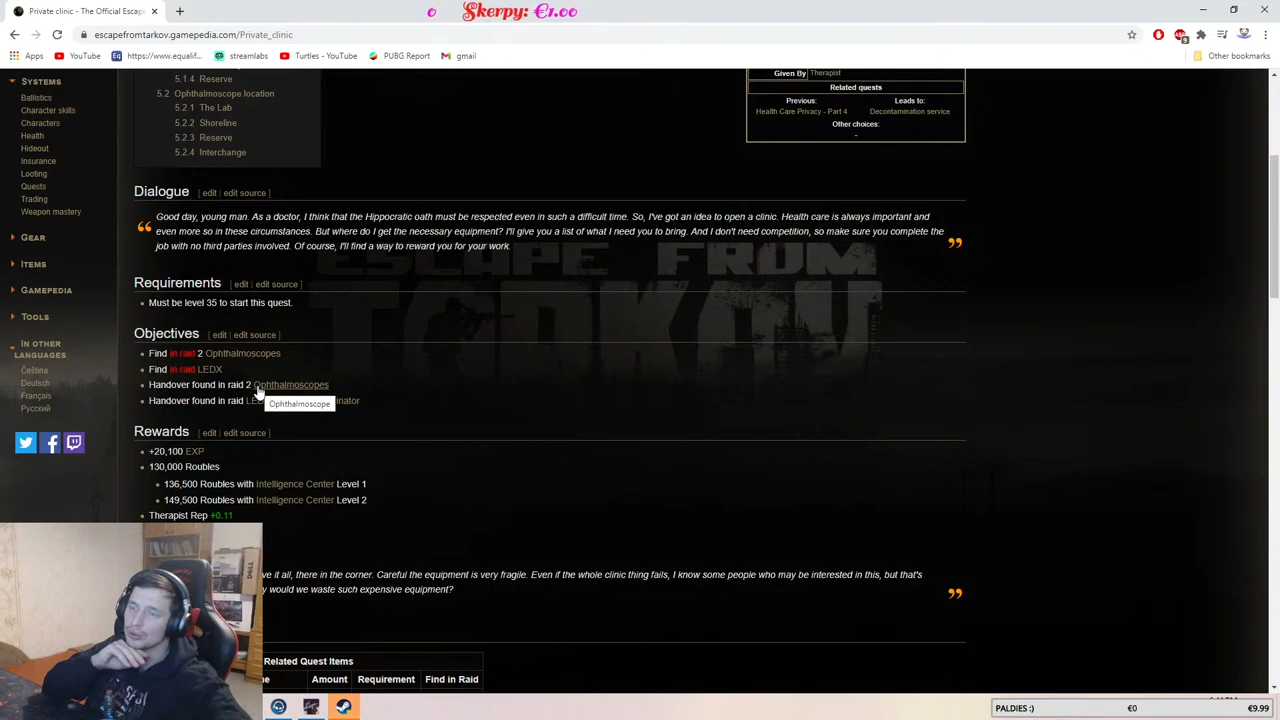 o Skerpy: €1.00
Private clinic - The Official Escap
escapefromtarkov.gamepedia.com/Private_clinic
Apps YouTube https://www.equalif... streamlabs Turtles - YouTube PUBG Report gmail Other bookmarks
Systems
Ballistics
Character skills
Characters
Health
Hideout
Insurance
Looting
Quests
Trading
Weapon mastery
Gear
Items
Gamepedia
Tools
In other languages
Čeština
Deutsch
Français
Русский
5.1.4 Reserve
5.2 Ophthalmoscope location
5.2.1 The Lab
5.2.2 Shoreline
5.2.3 Reserve
5.2.4 Interchange
Given By Therapist
Related quests
Previous: Leads to:
Health Care Privacy - Part 4 Decontamination service
Other choices:
-
Dialogue [ edit | edit source ]
Good day, young man. As a doctor, I think that the Hippocratic oath must be respected even in such a difficult time. So, I've got an idea to open a clinic. Health care is always important and
even more so in these circumstances. But where do I get the necessary equipment? I'll give you a list of what I need you to bring. And I don't need competition, so make sure you complete the
job with no third parties involved. Of course, I'll find a way to reward you for your work.
ESCAPE FROM
TARKOV
Requirements [ edit | edit source ]
Must be level 35 to start this quest.
Objectives [ edit | edit source ]
Find in raid 2 Ophthalmoscopes
Find in raid LEDX
Handover found in raid 2 Ophthalmoscopes
Handover found in raid LE inator
Ophthalmoscope
Rewards [ edit | edit source ]
+20,100 EXP
130,000 Roubles
136,500 Roubles with Intelligence Center Level 1
149,500 Roubles with Intelligence Center Level 2
Therapist Rep +0.11
ve it all, there in the corner. Careful the equipment is very fragile. Even if the whole clinic thing fails, I know some people who may be interested in this, but that's
y would we waste such expensive equipment?
Related Quest Items
e Amount Requirement Find in Raid
DELL
PALDIES :) €0 €9.99